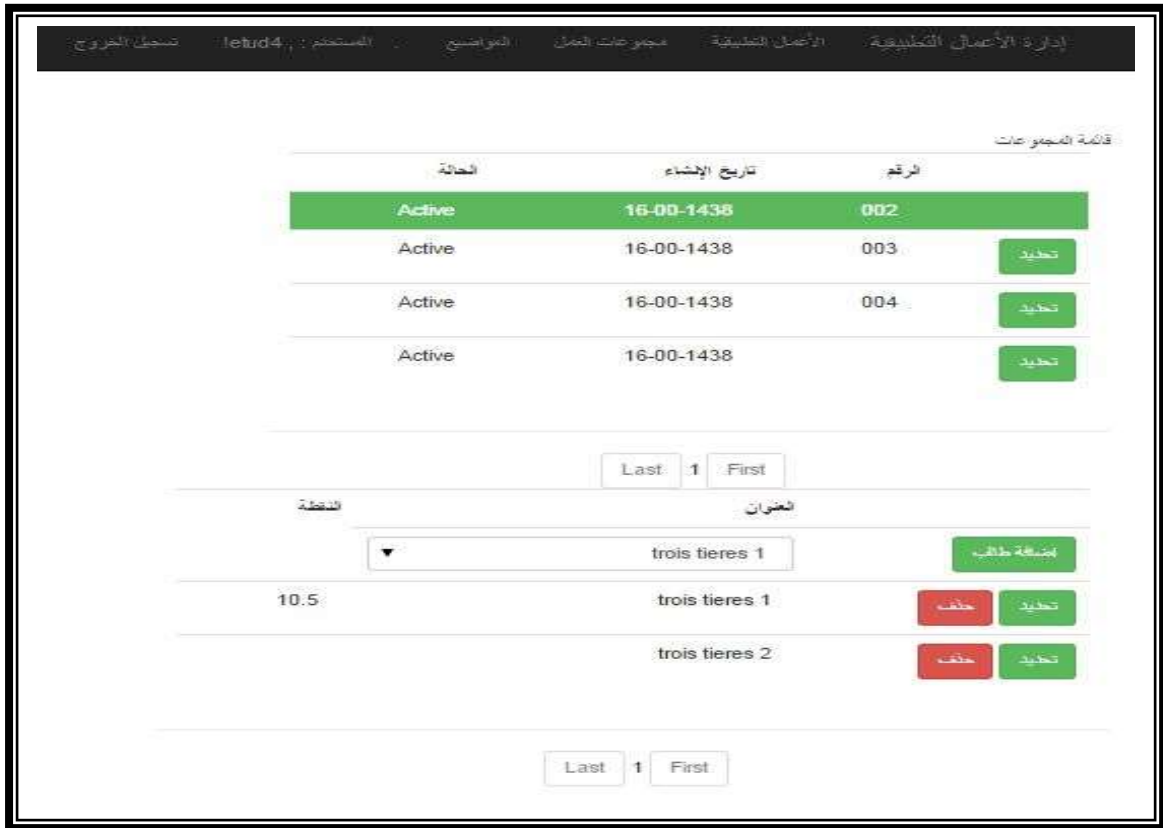 إدارة الأعمال التطبيقية الأعمال التطبيقية مجموعات العمل المواضيع . المستخدم : , letud4! تسجيل الخروج
قائمة المجموعات
الرقم تاريخ الإنشاء الحالة
002 16-00-1438 Active
تحديد 003 16-00-1438 Active
تحديد 004 16-00-1438 Active
تحديد 16-00-1438 Active
Last 1 First
العنوان النقطة
إضافة طالب trois tieres 1
تحديد حذف trois tieres 1 10.5
تحديد حذف trois tieres 2
Last 1 First